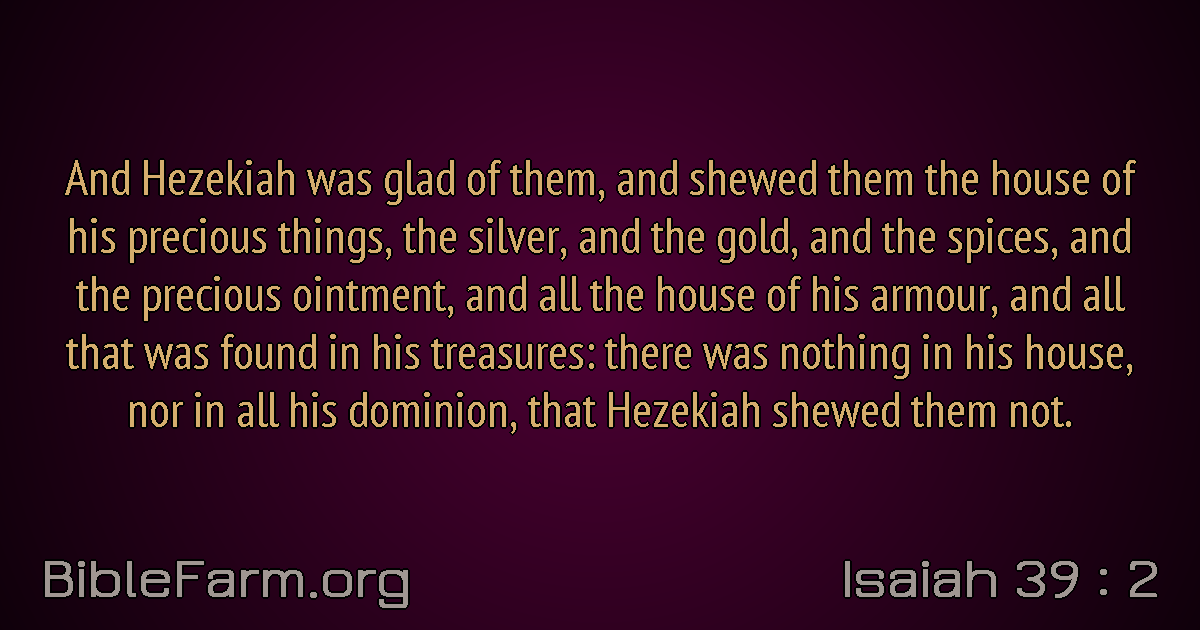 And Hezekiah was glad of them, and shewed them the house of
his precious things, the silver, and the gold, and the spices, and
the precious ointment, and all the house of his armour, and all
that was found in his treasures: there was nothing in his house,
nor in all his dominion, that Hezekiah shewed them not.
BibleFarm.org
Isaiah 39 : 2